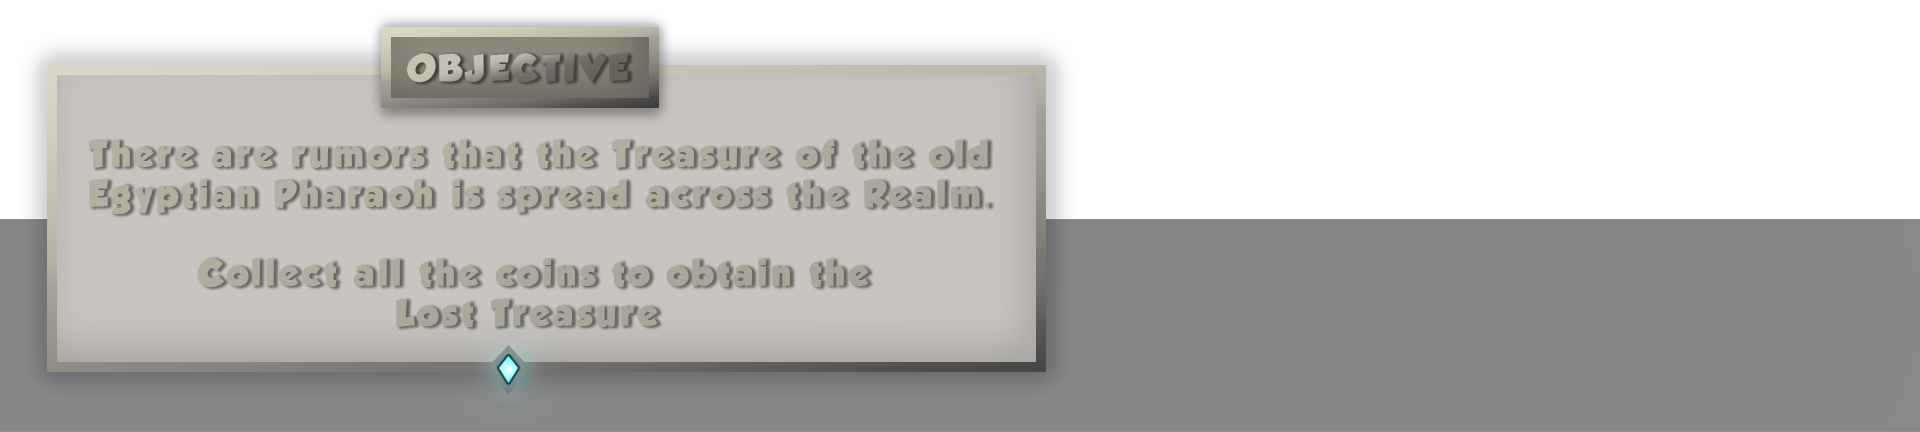 OBJECTIVE
There are rumors that the Treasure of the old
Egyptian Pharaoh is spread across the Realm.
Collect all the coins to obtain the
Lost Treasure